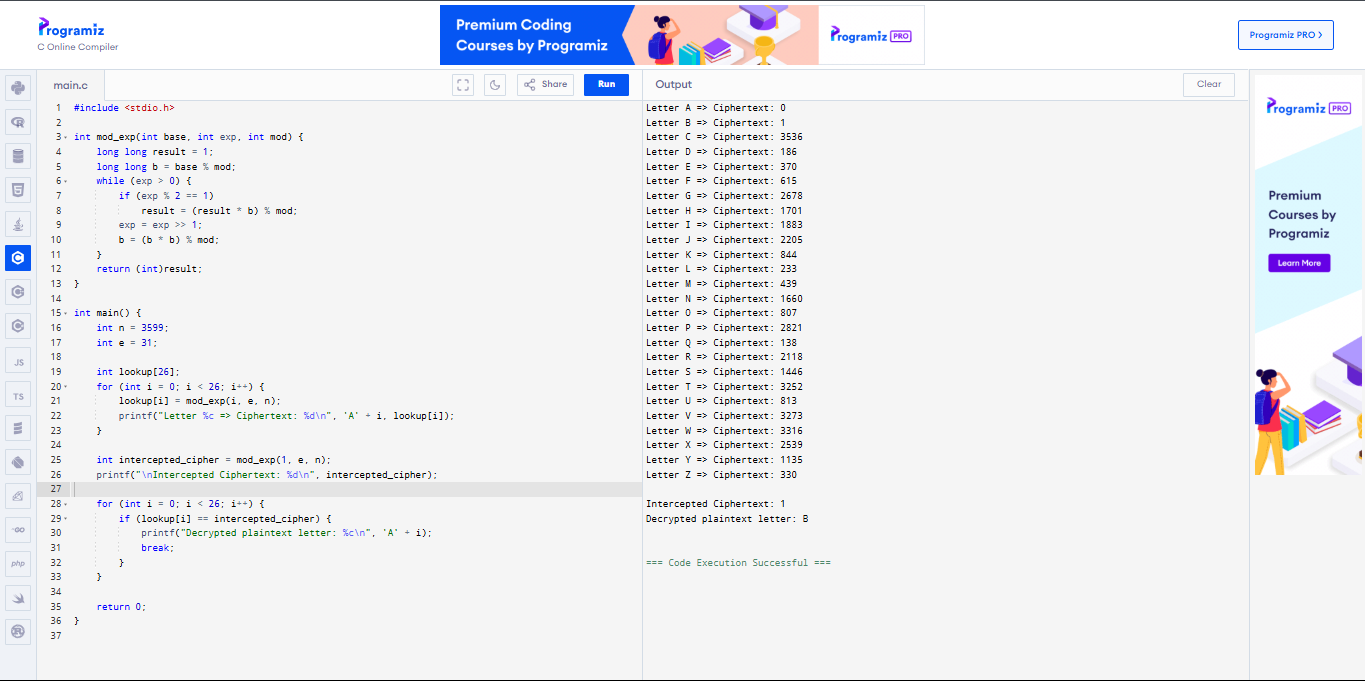 Programiz
C Online Compiler
Premium Coding
Courses by Programiz
Programiz PRO
Programiz PRO >
main.c
Share
Run
Output
Clear
1 #include <stdio.h>
2
3 int mod_exp(int base, int exp, int mod) {
4 long long result = 1;
5 long long b = base % mod;
6 while (exp > 0) {
7 if (exp % 2 == 1)
8 result = (result * b) % mod;
9 exp = exp >> 1;
10 b = (b * b) % mod;
11 }
12 return (int)result;
13 }
14
15 int main() {
16 int n = 3599;
17 int e = 31;
18
19 int lookup[26];
20 for (int i = 0; i < 26; i++) {
21 lookup[i] = mod_exp(i, e, n);
22 printf("Letter %c => Ciphertext: %d\n", 'A' + i, lookup[i]);
23 }
24
25 int intercepted_cipher = mod_exp(1, e, n);
26 printf("\nIntercepted Ciphertext: %d\n", intercepted_cipher);
27
28 for (int i = 0; i < 26; i++) {
29 if (lookup[i] == intercepted_cipher) {
30 printf("Decrypted plaintext letter: %c\n", 'A' + i);
31 break;
32 }
33 }
34
35 return 0;
36 }
37
Letter A => Ciphertext: 0
Letter B => Ciphertext: 1
Letter C => Ciphertext: 3536
Letter D => Ciphertext: 186
Letter E => Ciphertext: 370
Letter F => Ciphertext: 615
Letter G => Ciphertext: 2678
Letter H => Ciphertext: 1701
Letter I => Ciphertext: 1883
Letter J => Ciphertext: 2205
Letter K => Ciphertext: 844
Letter L => Ciphertext: 233
Letter M => Ciphertext: 439
Letter N => Ciphertext: 1660
Letter O => Ciphertext: 807
Letter P => Ciphertext: 2821
Letter Q => Ciphertext: 138
Letter R => Ciphertext: 2118
Letter S => Ciphertext: 1446
Letter T => Ciphertext: 3252
Letter U => Ciphertext: 813
Letter V => Ciphertext: 3273
Letter W => Ciphertext: 3316
Letter X => Ciphertext: 2539
Letter Y => Ciphertext: 1135
Letter Z => Ciphertext: 330
Intercepted Ciphertext: 1
Decrypted plaintext letter: B
=== Code Execution Successful ===
JS
TS
GO
php
Programiz PRO
Premium
Courses by
Programiz
Learn More